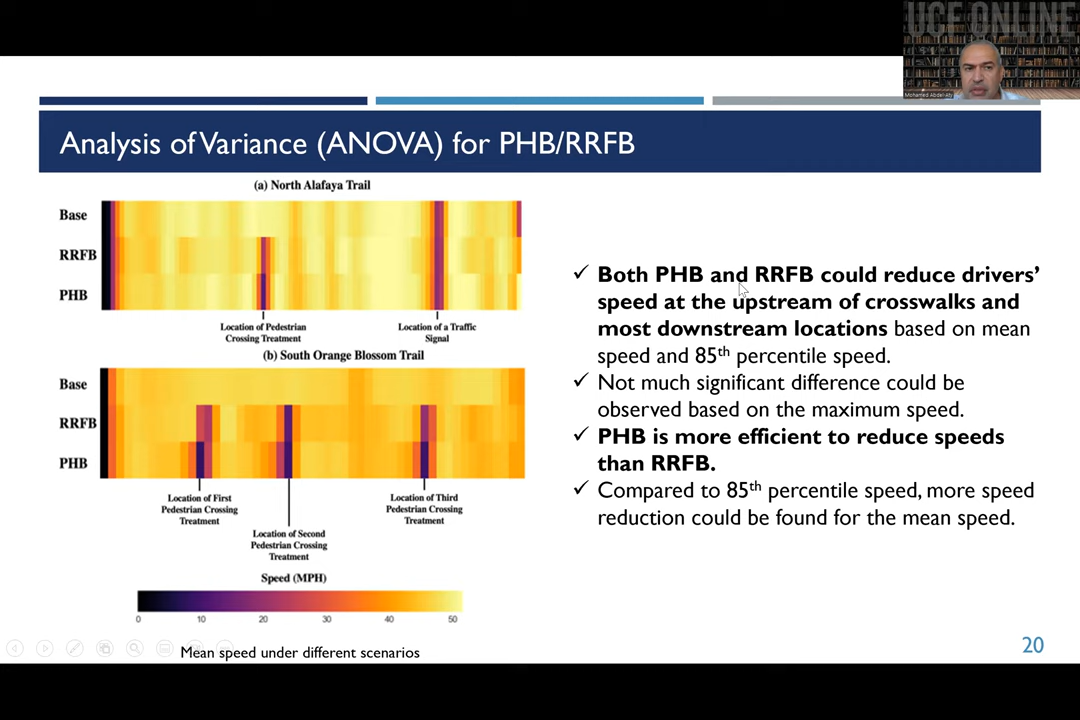 UCF ONLINE
Mohamed Abdel-Aty
Analysis of Variance (ANOVA) for PHB/RRFB
(a) North Alafaya Trail
Base
RRFB
PHB
Location of Pedestrian
Crossing Treatment
Location of a Traffic
Signal
(b) South Orange Blossom Trail
Base
RRFB
PHB
Location of First
Pedestrian Crossing
Treatment
Location of Second
Pedestrian Crossing
Treatment
Location of Third
Pedestrian Crossing
Treatment
Speed (MPH)
0 10 20 30 40 50
Mean speed under different scenarios
✓ Both PHB and RRFB could reduce drivers’
speed at the upstream of crosswalks and
most downstream locations based on mean
speed and 85th percentile speed.
✓ Not much significant difference could be
observed based on the maximum speed.
✓ PHB is more efficient to reduce speeds
than RRFB.
✓ Compared to 85th percentile speed, more speed
reduction could be found for the mean speed.
20